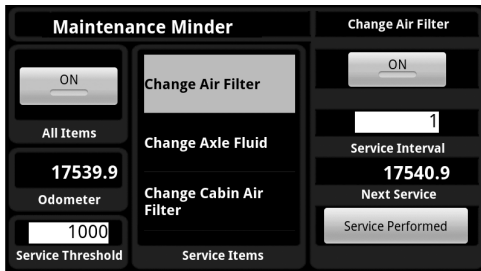 Maintenance Minder
Change Air Filter
ON
All Items
17539.9
Odometer
1000
Service Threshold
Change Air Filter
Change Axle Fluid
Change Cabin Air
Filter
Service Items
ON
1
Service Interval
17540.9
Next Service
Service Performed